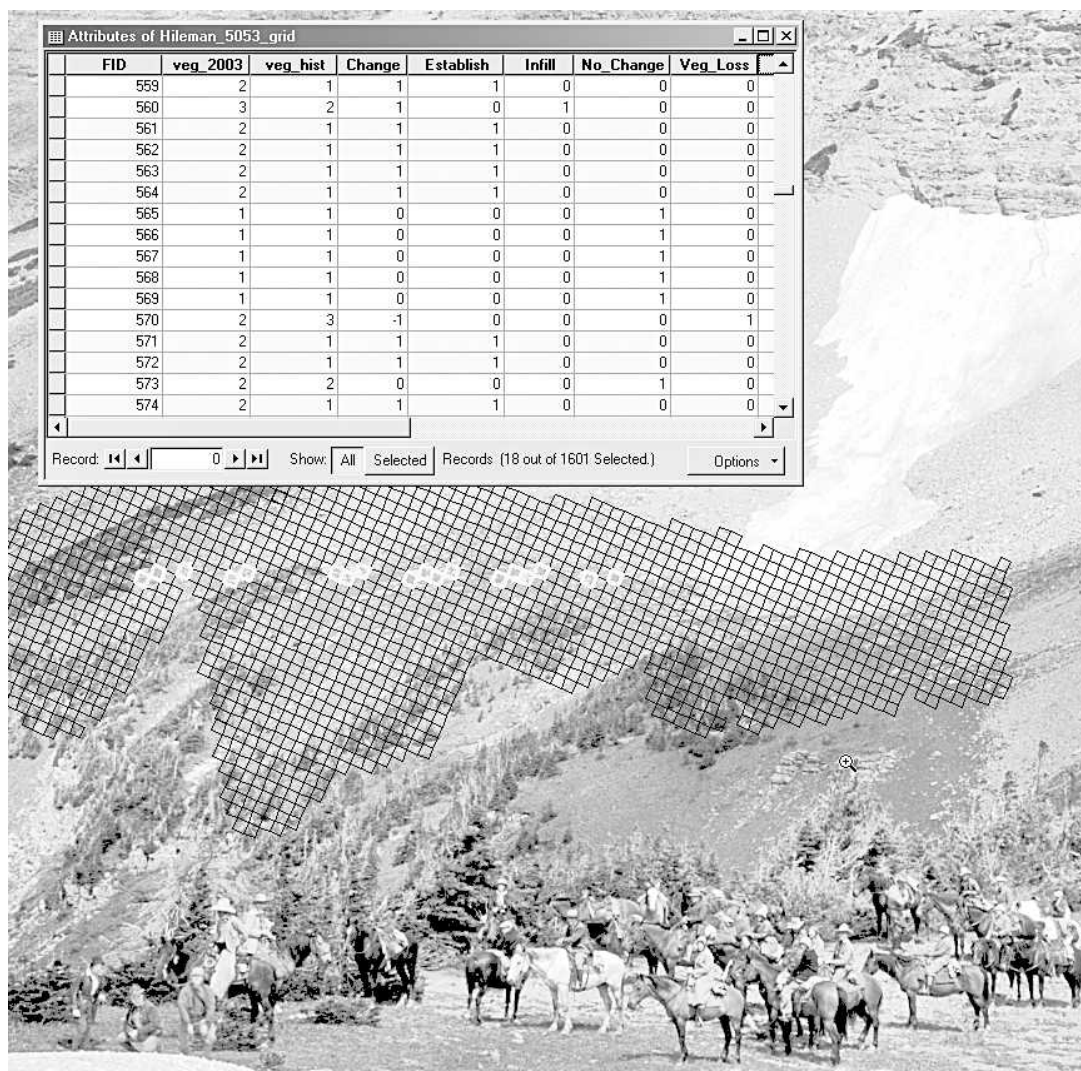 Attributes of Hileman_5053_grid
FID veg_2003 veg_hist Change Establish Infill No_Change Veg_Loss
559 2 1 1 1 0 0 0
560 3 2 1 0 1 0 0
561 2 1 1 1 0 0 0
562 2 1 1 1 0 0 0
563 2 1 1 1 0 0 0
564 2 1 1 1 0 0 0
565 1 1 0 0 0 1 0
566 1 1 0 0 0 1 0
567 1 1 0 0 0 1 0
568 1 1 0 0 0 1 0
569 1 1 0 0 0 1 0
570 2 3 -1 0 0 0 1
571 2 1 1 1 0 0 0
572 2 1 1 1 0 0 0
573 2 2 0 0 0 1 0
574 2 1 1 1 0 0 0
Record: 0 Show: All Selected Records (18 out of 1601 Selected.) Options